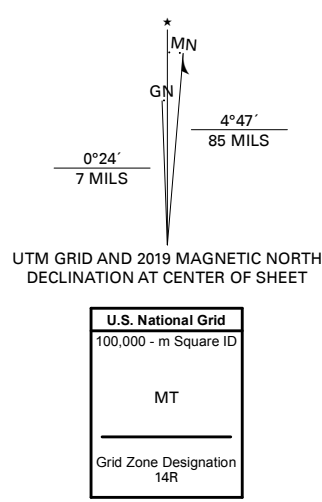 ★
MN
GN
4°47´
85 MILS
0°24´
7 MILS
UTM GRID AND 2019 MAGNETIC NORTH
DECLINATION AT CENTER OF SHEET
U.S. National Grid
100,000 - m Square ID
MT
Grid Zone Designation
14R